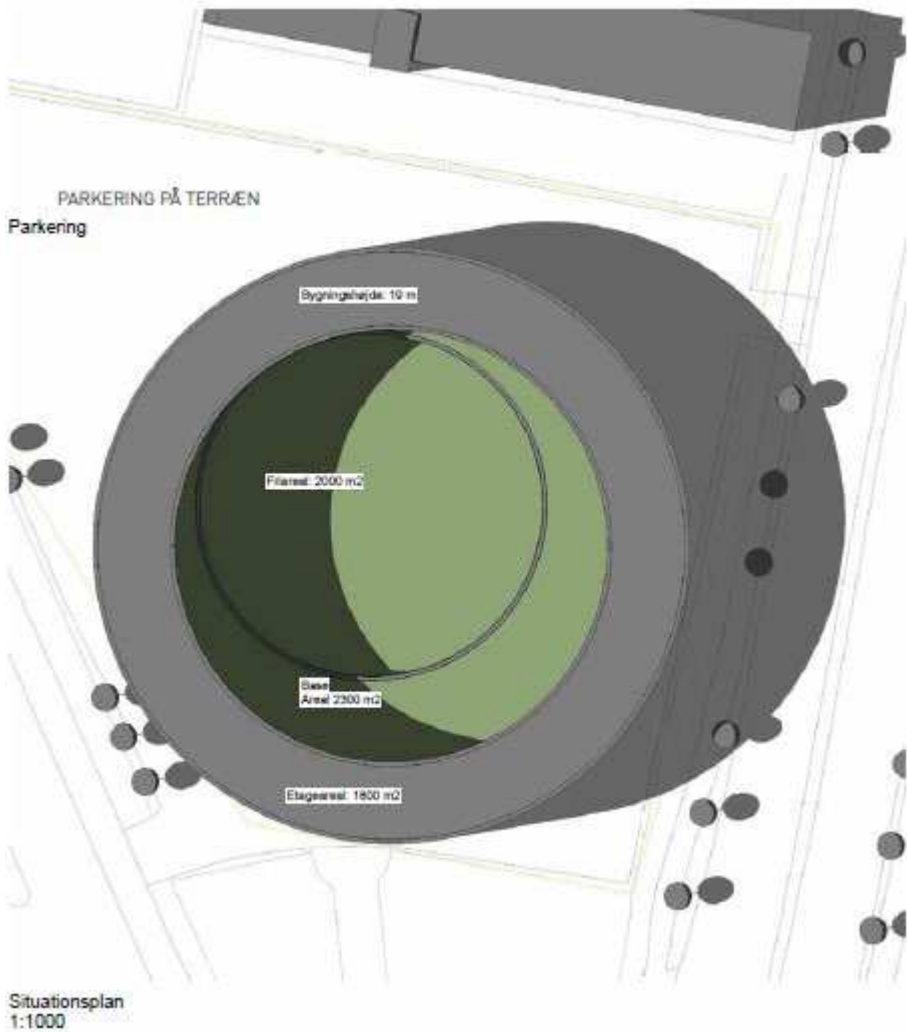 PARKERING PÅ TERRÆN
Parkering
Bygningshøjde: 19 m
Friareal: 2000 m2
Base
Areal 2300 m2
Etageareal: 1800 m2
Situationsplan
1:1000